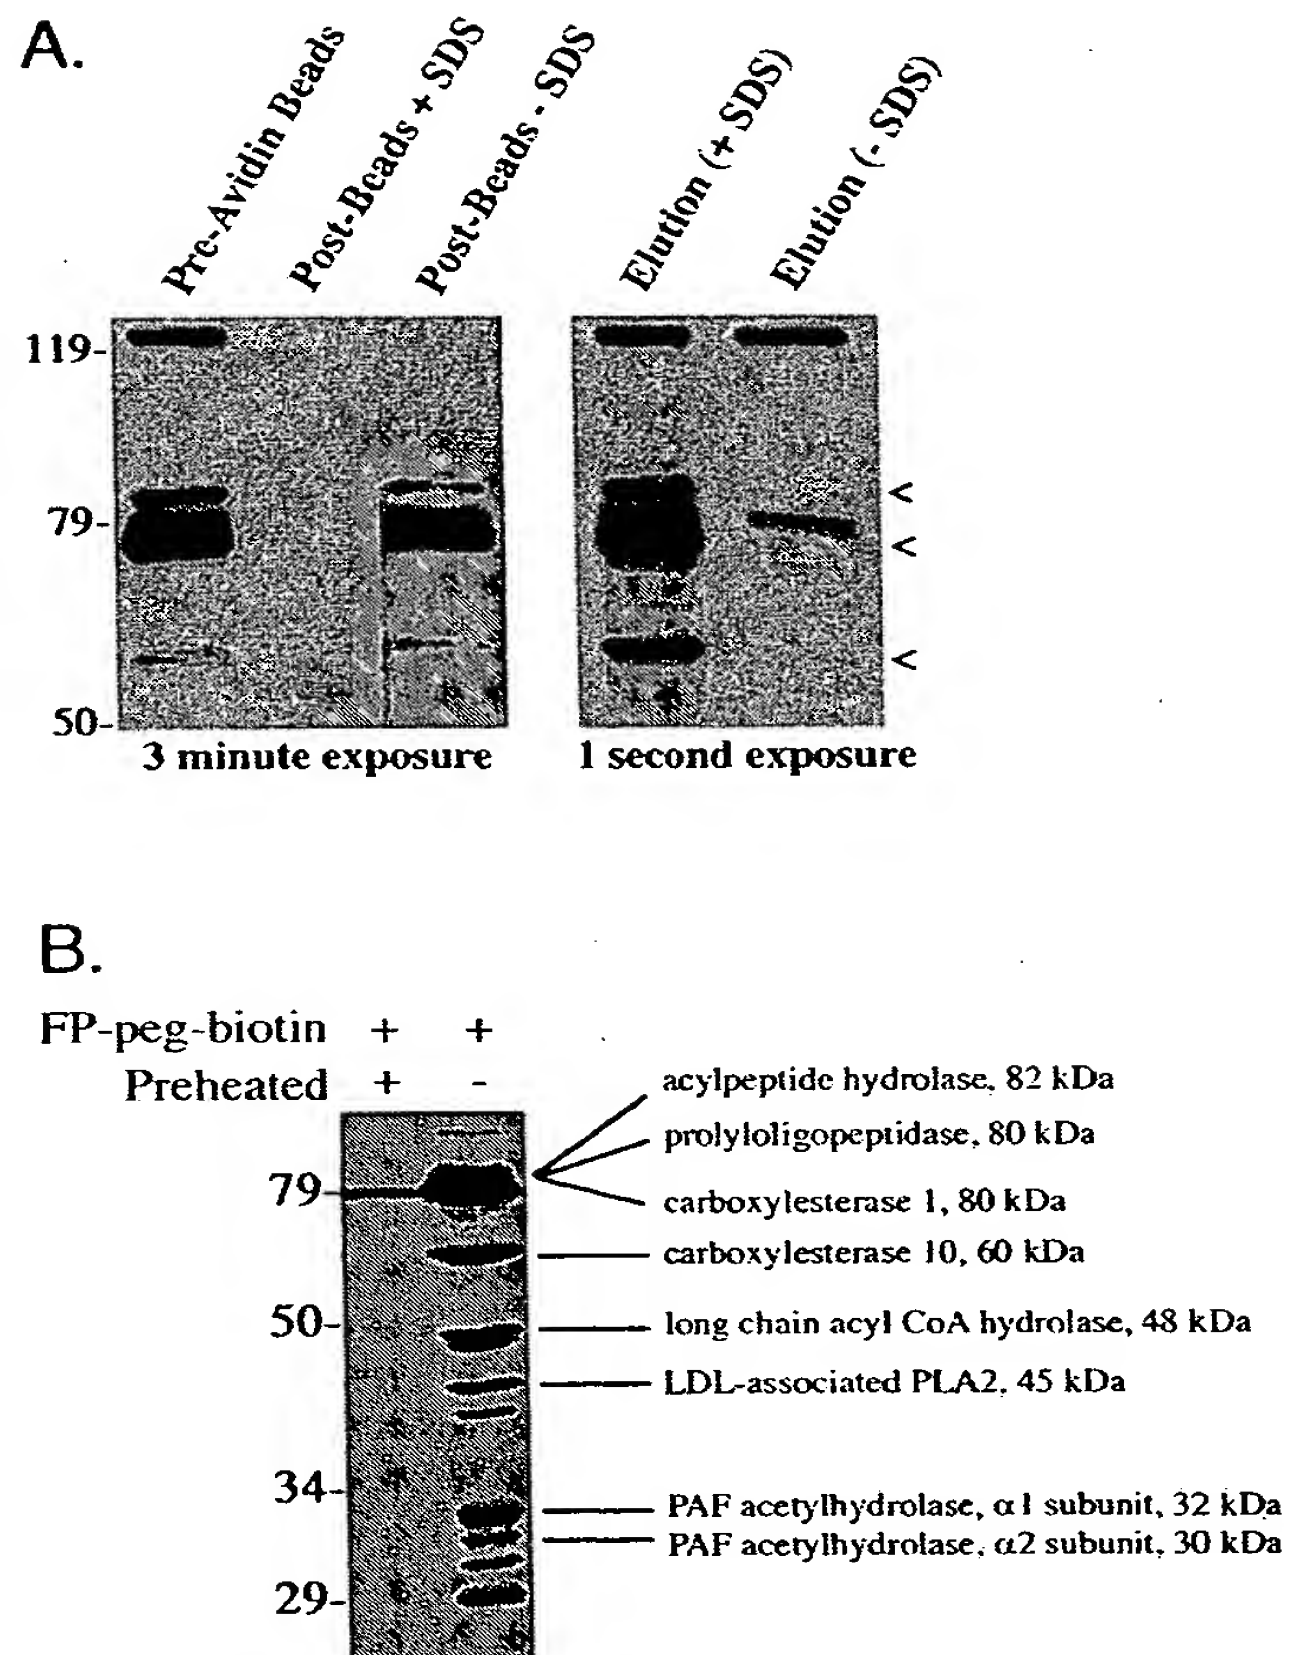 A.
Pre-Avidin Beads
Post-Beads + SDS
Post-Beads - SDS
Elution (+ SDS)
Elution (- SDS)
119-
79-
50-
<
<
<
3 minute exposure
1 second exposure
B.
FP-peg-biotin + +
Preheated + -
79-
50-
34-
29-
acylpeptide hydrolase, 82 kDa
prolyloligopeptidase, 80 kDa
carboxylesterase 1, 80 kDa
carboxylesterase 10, 60 kDa
long chain acyl CoA hydrolase, 48 kDa
LDL-associated PLA2, 45 kDa
PAF acetylhydrolase, α1 subunit, 32 kDa
PAF acetylhydrolase, α2 subunit, 30 kDa